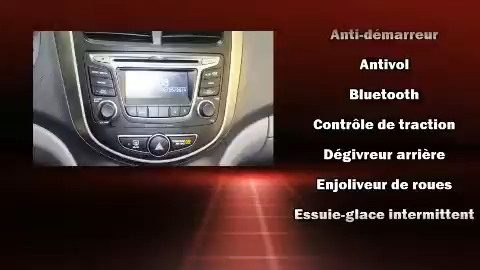 Anti-démarreur
Antivol
Bluetooth
Contrôle de traction
Dégivreur arrière
Enjoliveur de roues
Essuie-glace intermittent